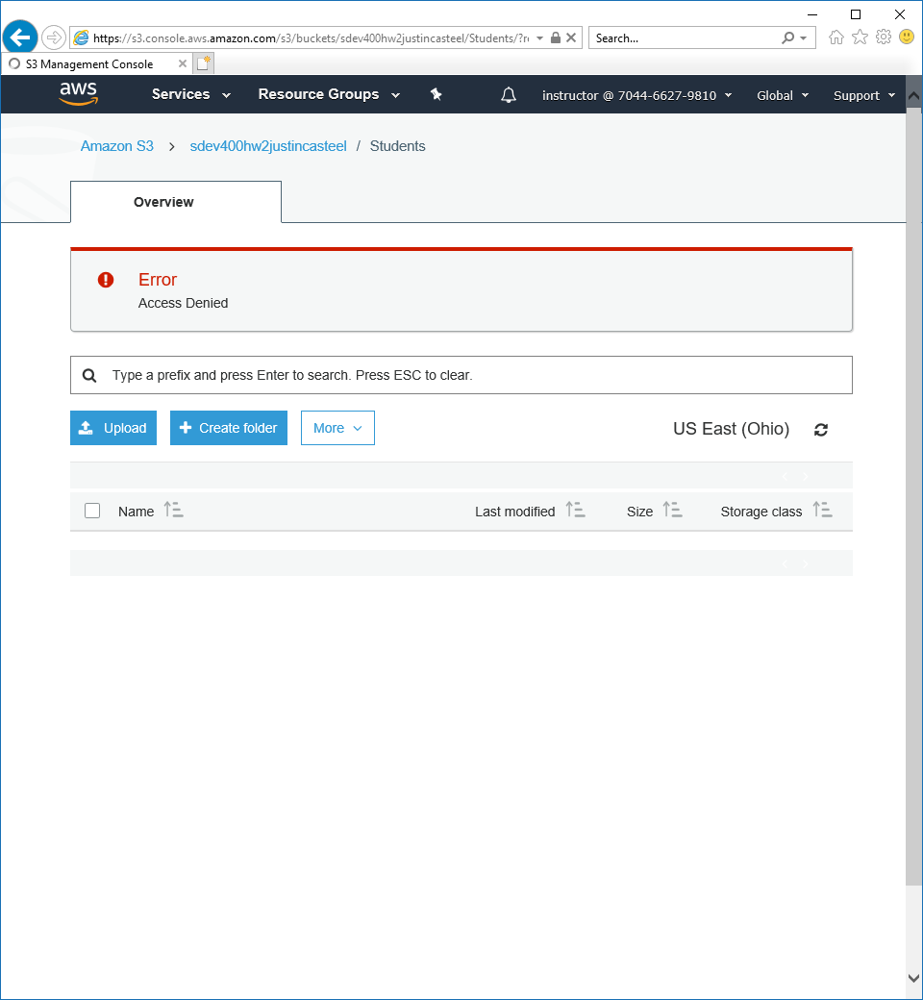 https://s3.console.aws.amazon.com/s3/buckets/sdev400hw2justincasteel/Students/?re
Search...
S3 Management Console
aws Services Resource Groups instructor @ 7044-6627-9810 Global Support
Amazon S3 > sdev400hw2justincasteel / Students
Overview
Error
Access Denied
Type a prefix and press Enter to search. Press ESC to clear.
Upload Create folder More US East (Ohio)
Name Last modified Size Storage class